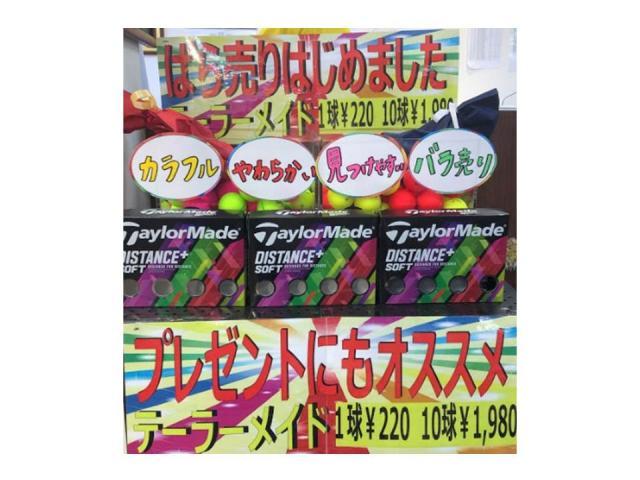 ばら売りはじめました
テーラーメイド 1球¥220 10球¥1,980
カラフル
やわらかい
見つけやすい
バラ売り
TaylorMade
DISTANCE+
SOFT
TaylorMade
DISTANCE+
SOFT
TaylorMade
DISTANCE+
SOFT
プレゼントにもオススメ
テーラーメイド 1球¥220 10球¥1,980